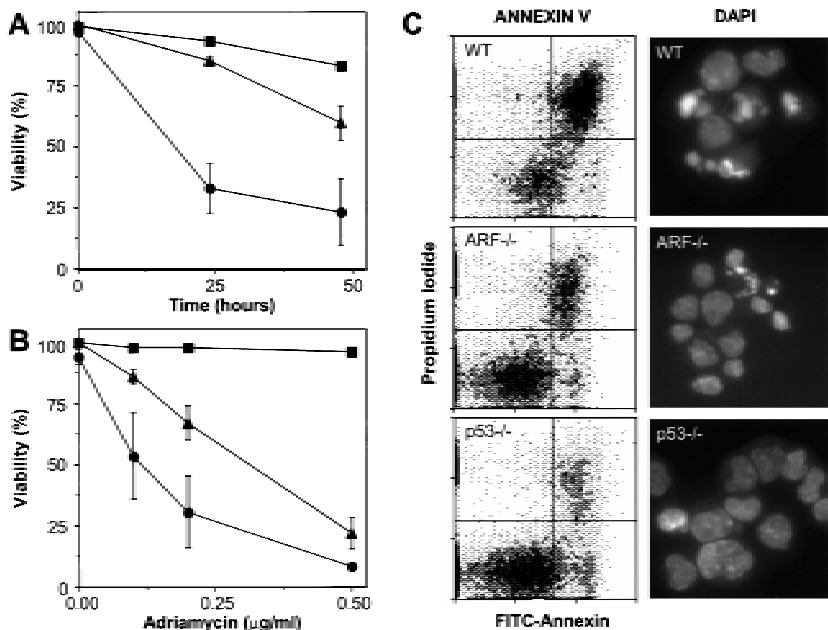 A
Viability (%)
100
75
50
25
0
0
25
50
Time (hours)
B
Viability (%)
100
75
50
25
0
0.00
0.25
0.50
Adriamycin (μg/ml)
C
ANNEXIN V
DAPI
WT
WT
ARF-/-
ARF-/-
p53-/-
p53-/-
Propidium Iodide
FITC-Annexin